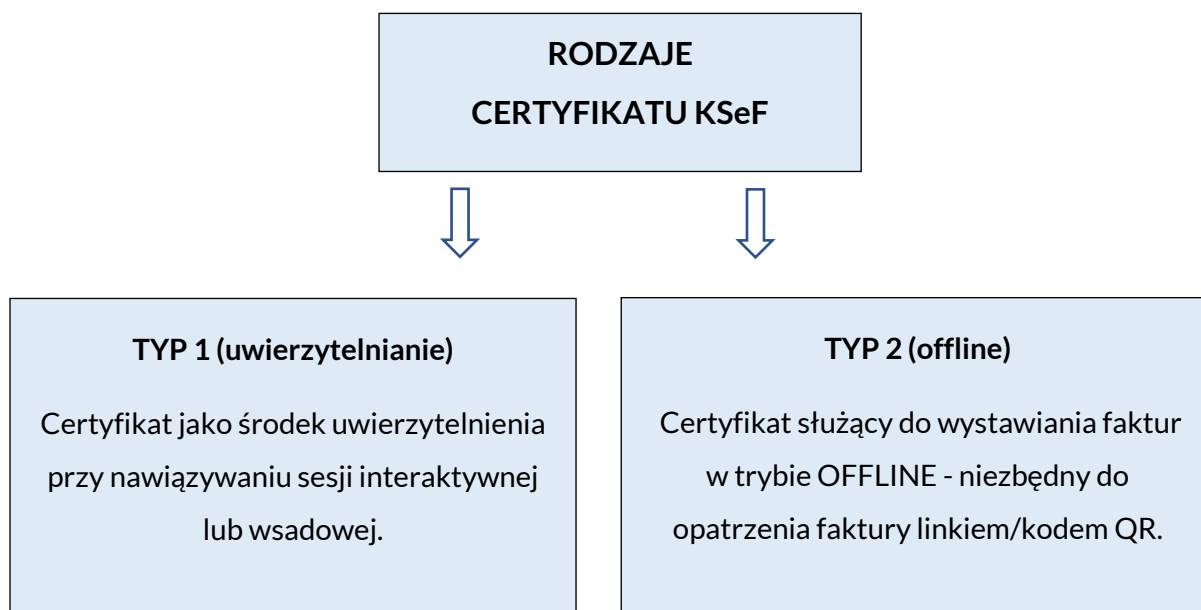 RODZAJE
CERTYFIKATU KSeF
TYP 1 (uwierzytelnianie)
Certyfikat jako środek uwierzytelnienia
przy nawiązywaniu sesji interaktywnej
lub wsadowej.
TYP 2 (offline)
Certyfikat służący do wystawiania faktur
w trybie OFFLINE - niezbędny do
opatrzenia faktury linkiem/kodem QR.